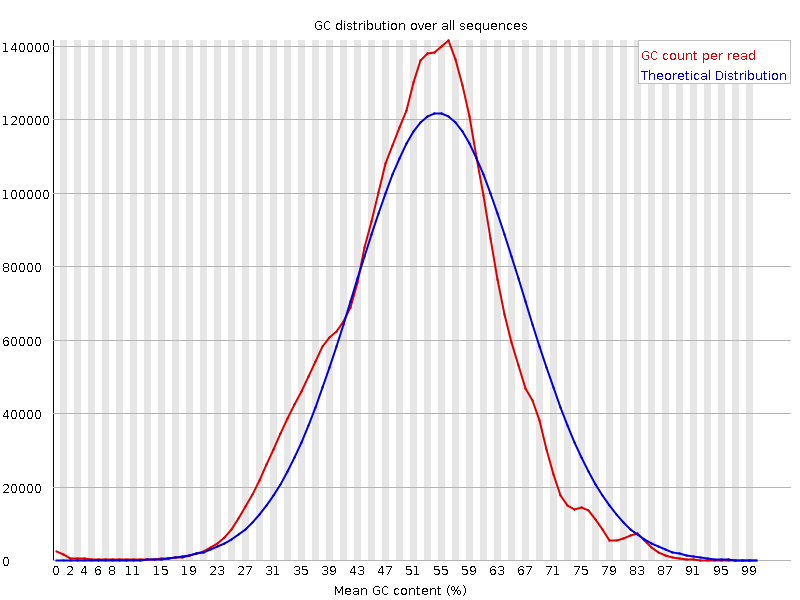 GC distribution over all sequences
GC count per read
Theoretical Distribution
140000
120000
100000
80000
60000
40000
20000
0
0 2 4 6 8 11 15 19 23 27 31 35 39 43 47 51 55 59 63 67 71 75 79 83 87 91 95 99
Mean GC content (%)